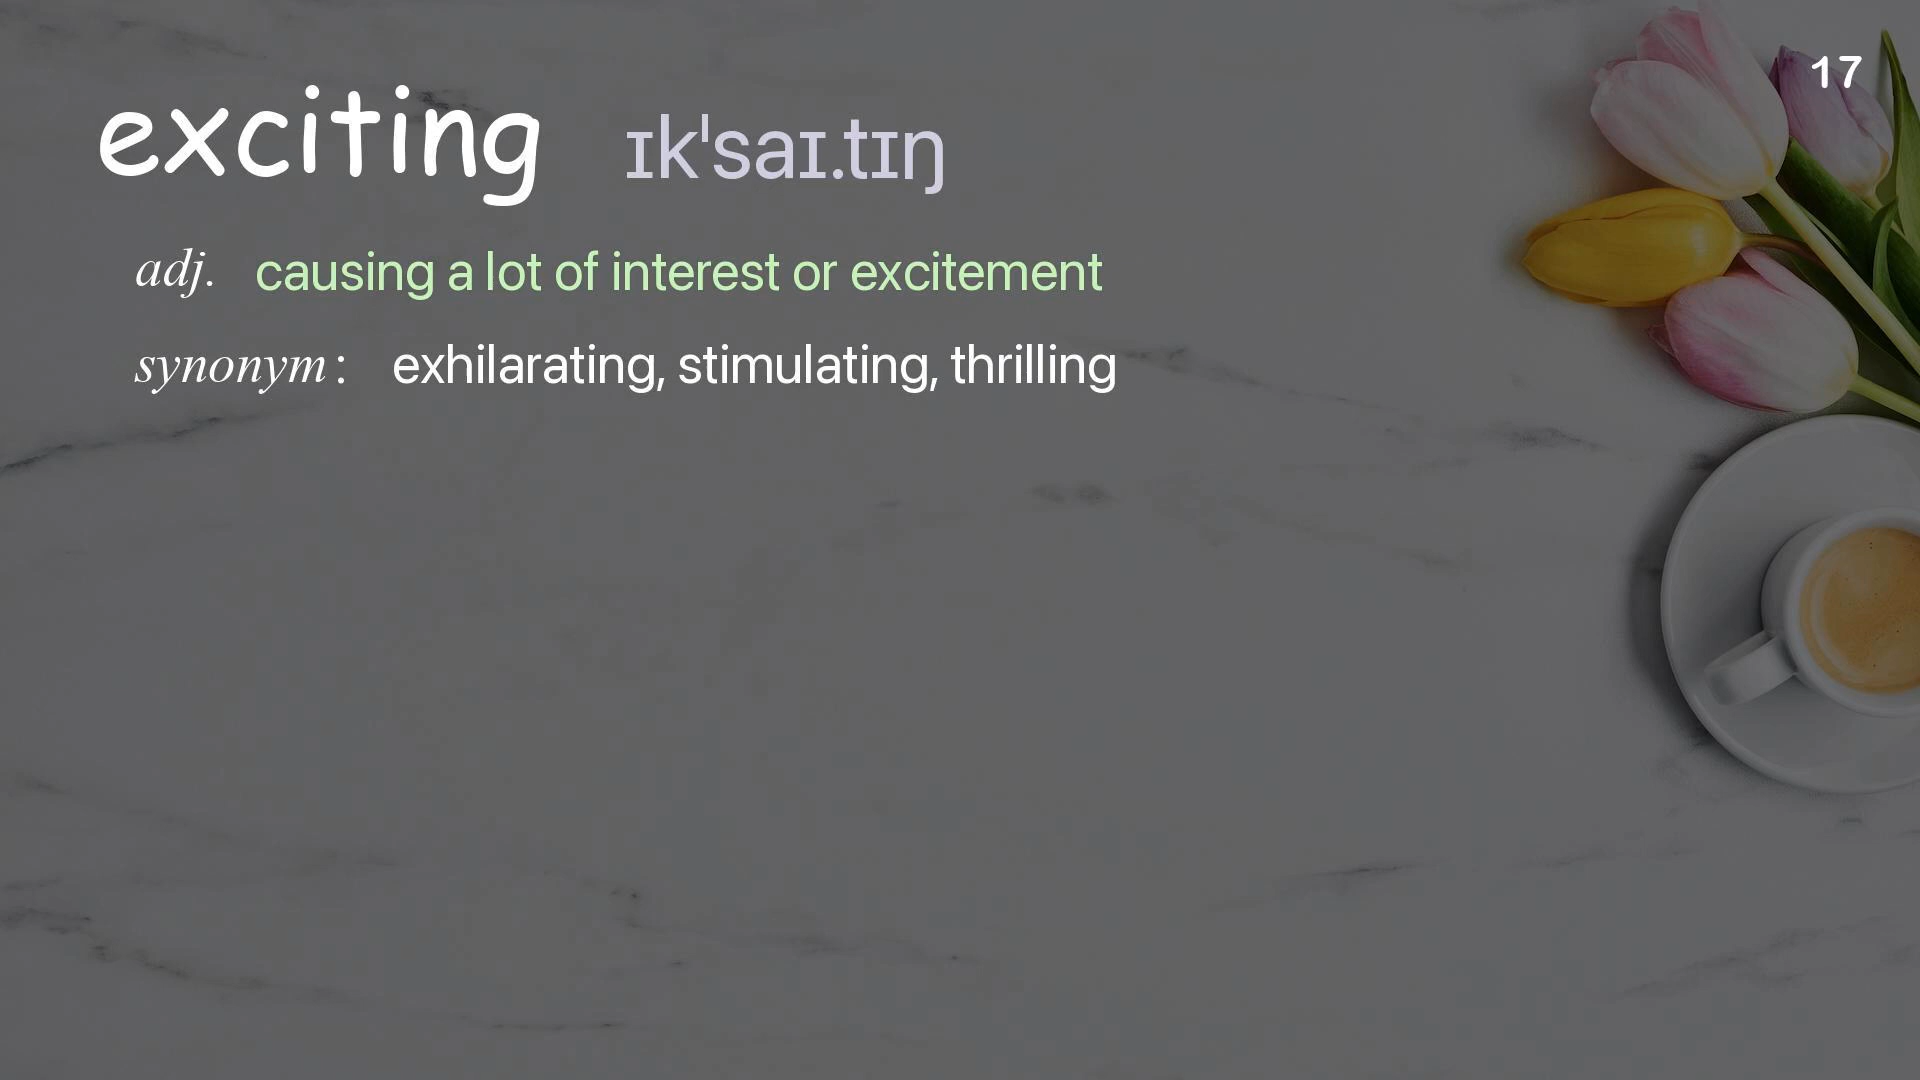 17
exciting ɪkˈsaɪ.tɪŋ
adj. causing a lot of interest or excitement
synonym: exhilarating, stimulating, thrilling